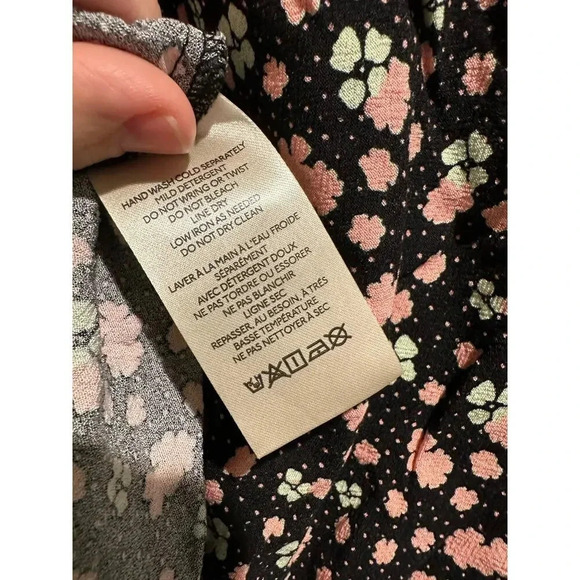 HAND WASH COLD SEPARATELY
MILD DETERGENT
DO NOT WRING OR TWIST
DO NOT BLEACH
LINE DRY
LOW IRON AS NEEDED
DO NOT DRY CLEAN
LAVER À LA MAIN À L'EAU FROIDE
SÉPARÉMENT
AVEC DÉTERGENT DOUX
NE PAS TORDRE OU ESSORER
NE PAS BLANCHIR
LIGNE SEC
REPASSER, AU BESOIN, À TRÉS
BASSE TEMPÉRATURE
NE PAS NETTOYER À SEC